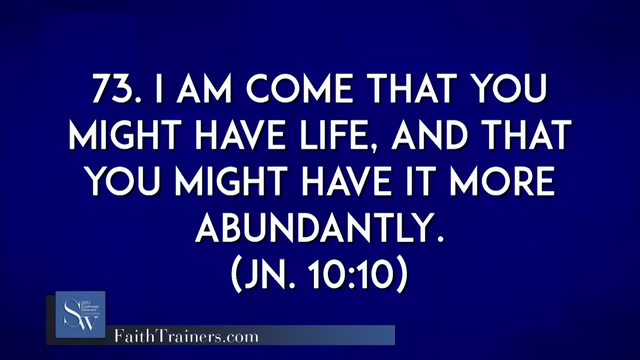 73. I AM COME THAT YOU
MIGHT HAVE LIFE, AND THAT
YOU MIGHT HAVE IT MORE
ABUNDANTLY.
(JN. 10:10)
SW
FaithTrainers.com